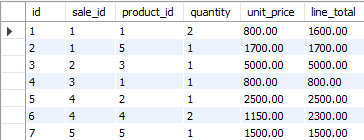 id sale_id product_id quantity unit_price line_total
1 1 1 2 800.00 1600.00
2 1 5 1 1700.00 1700.00
3 2 3 1 5000.00 5000.00
4 3 1 1 800.00 800.00
5 4 2 1 2500.00 2500.00
6 4 4 2 1150.00 2300.00
7 5 5 1 1500.00 1500.00